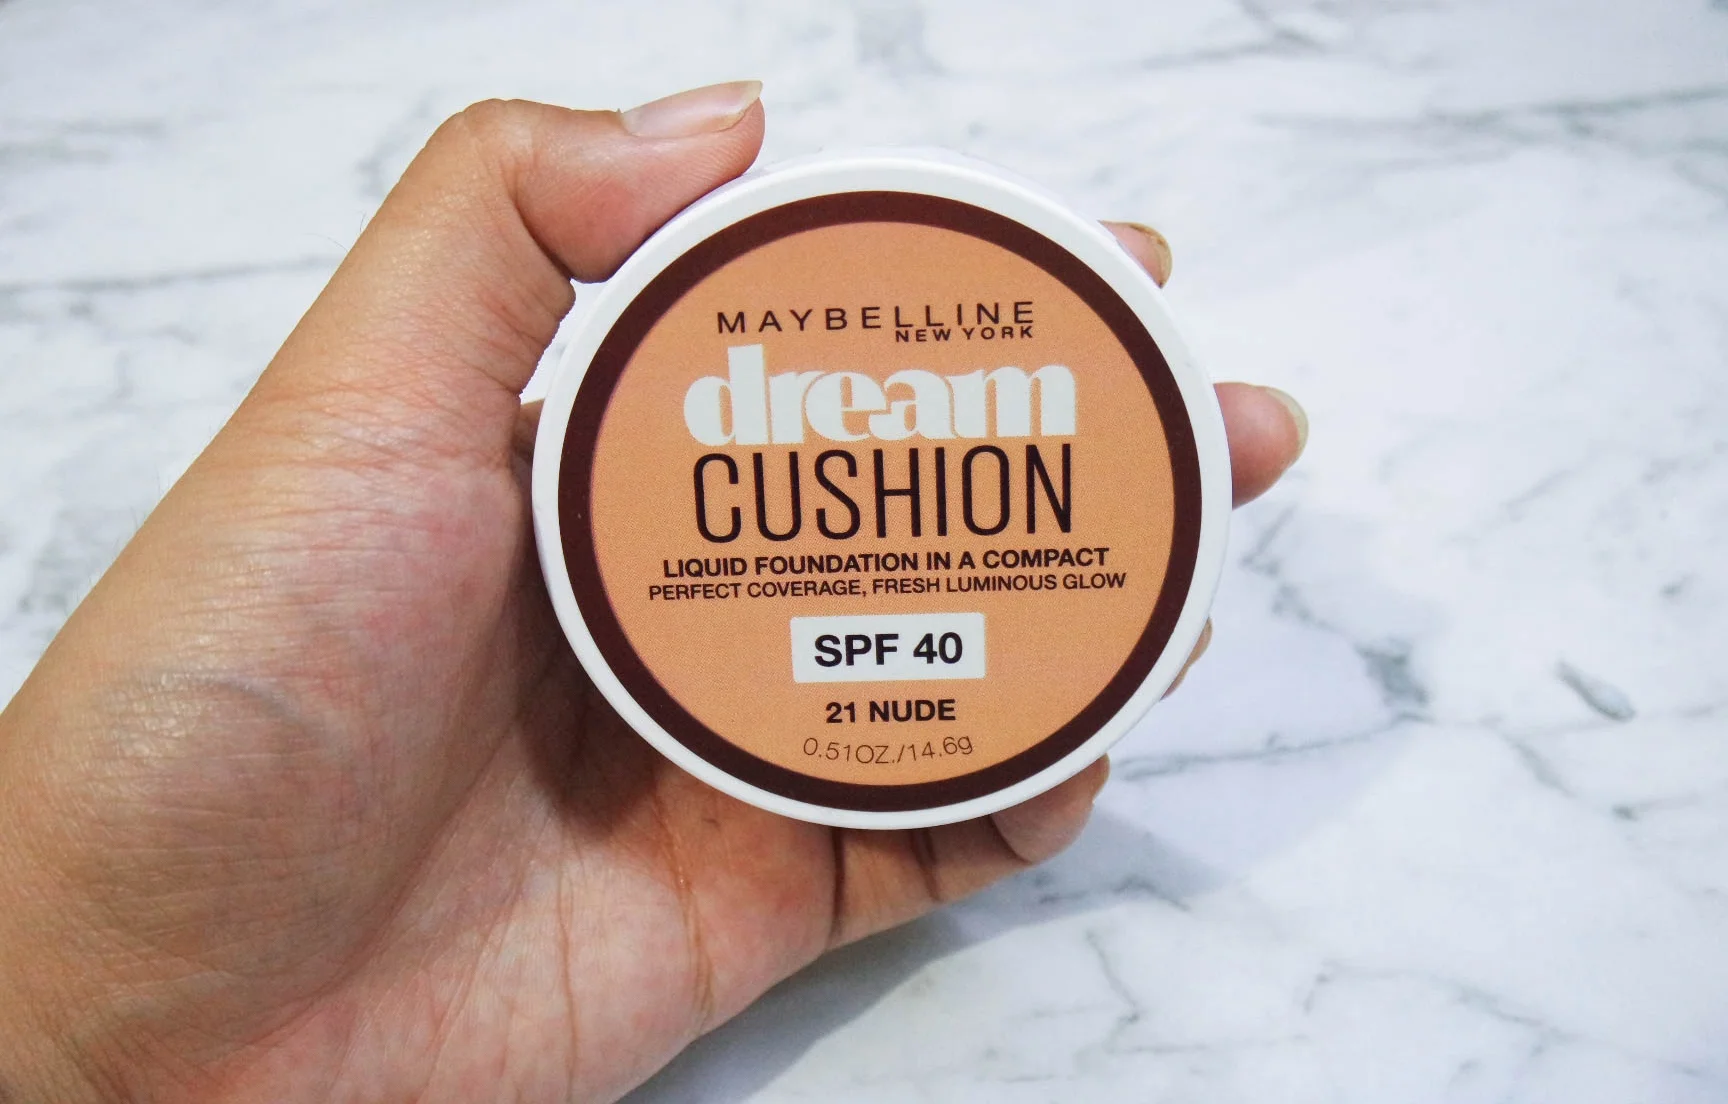 MAYBELLINE
NEW YORK
dream
CUSHION
LIQUID FOUNDATION IN A COMPACT
PERFECT COVERAGE, FRESH LUMINOUS GLOW
SPF 40
21 NUDE
0.51OZ./14.6g